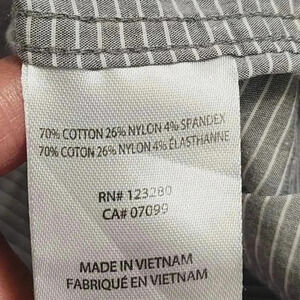 70% COTTON 26% NYLON 4% SPANDEX
70% COTON 26% NYLON 4% ÉLASTHANNE
RN# 123280
CA# 07099
MADE IN VIETNAM
FABRIQUÉ EN VIETNAM